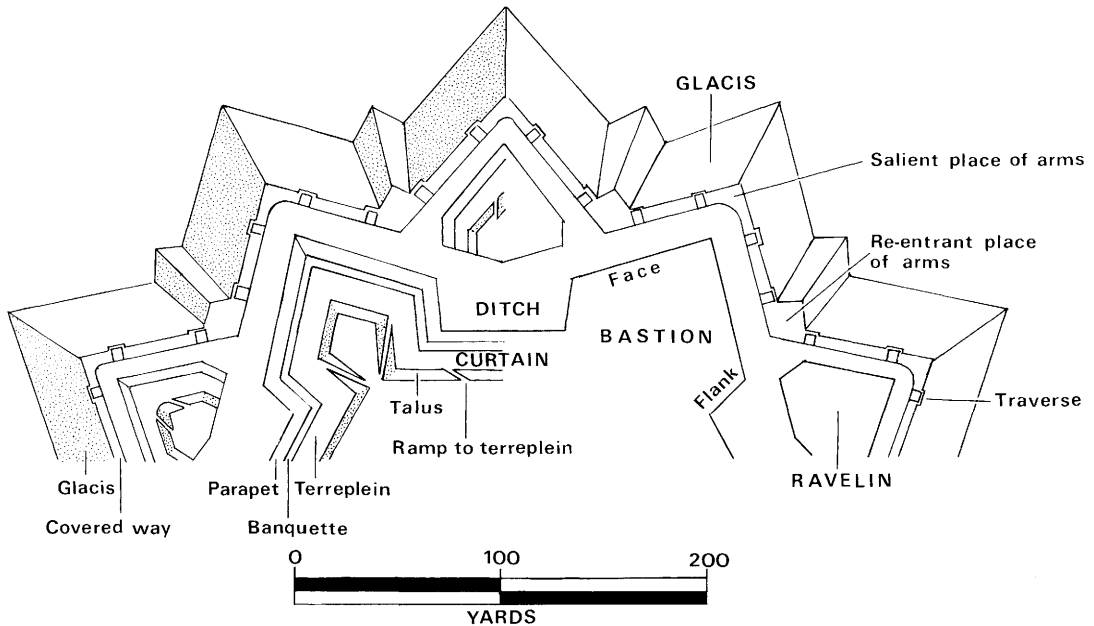 GLACIS
Salient place of arms
Re-entrant place
of arms
Face
DITCH
BASTION
CURTAIN
Flank
Talus
Traverse
Ramp to terreplein
RAVELIN
Glacis
Parapet
Terreplein
Covered way
Banquette
0
100
200
YARDS